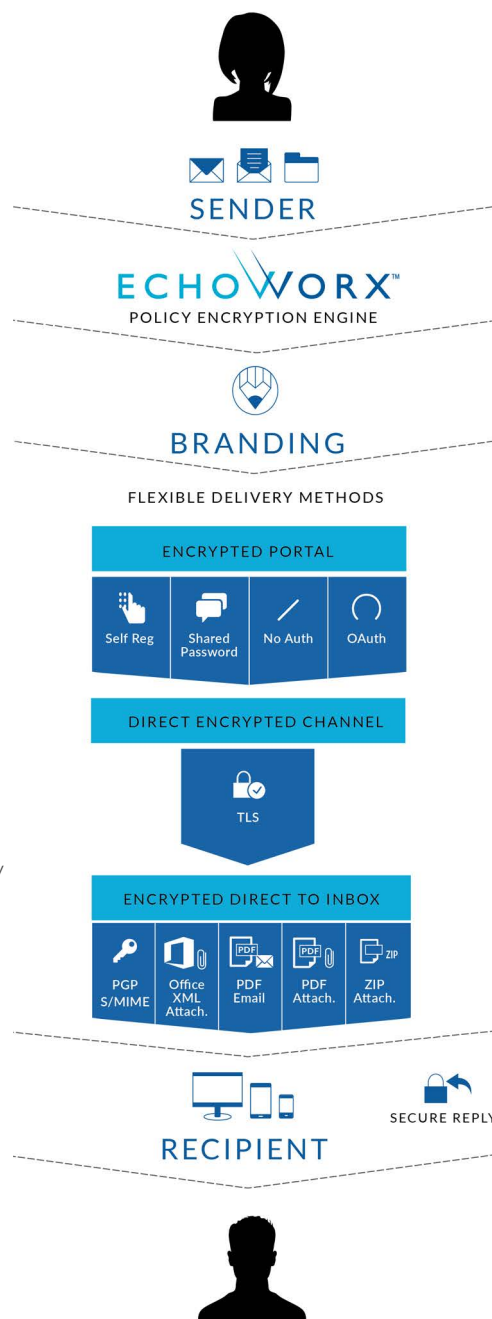 SENDER
ECHOWORX™
POLICY ENCRYPTION ENGINE
BRANDING
FLEXIBLE DELIVERY METHODS
ENCRYPTED PORTAL
Self Reg
Shared
Password
No Auth
OAuth
DIRECT ENCRYPTED CHANNEL
TLS
ENCRYPTED DIRECT TO INBOX
PDF
PDF
ZIP
PGP
S/MIME
Office
XML
Attach.
PDF
Email
PDF
Attach.
ZIP
Attach.
SECURE REPLY
RECIPIENT